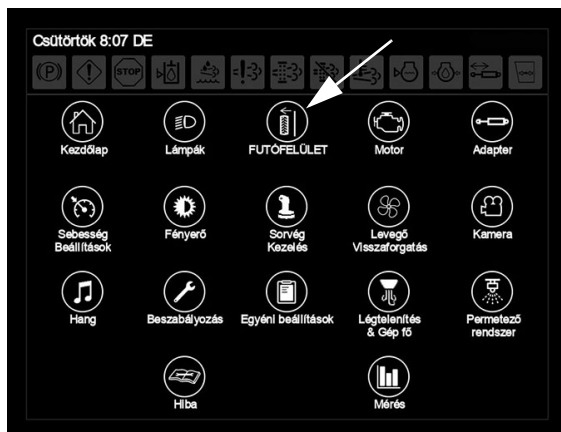 Csütörtök 8:07 DE
(P) STOP
Kezdőlap Lámpák FUTÓFELÜLET Motor Adapter
Sebesség Beállítások Fényerő Sorvég Kezelés Levegő Visszaforgatás Kamera
Hang Beszabályozás Egyéni beállítások Légtelenítés & Gép fő Permetező rendszer
Hiba Mérés